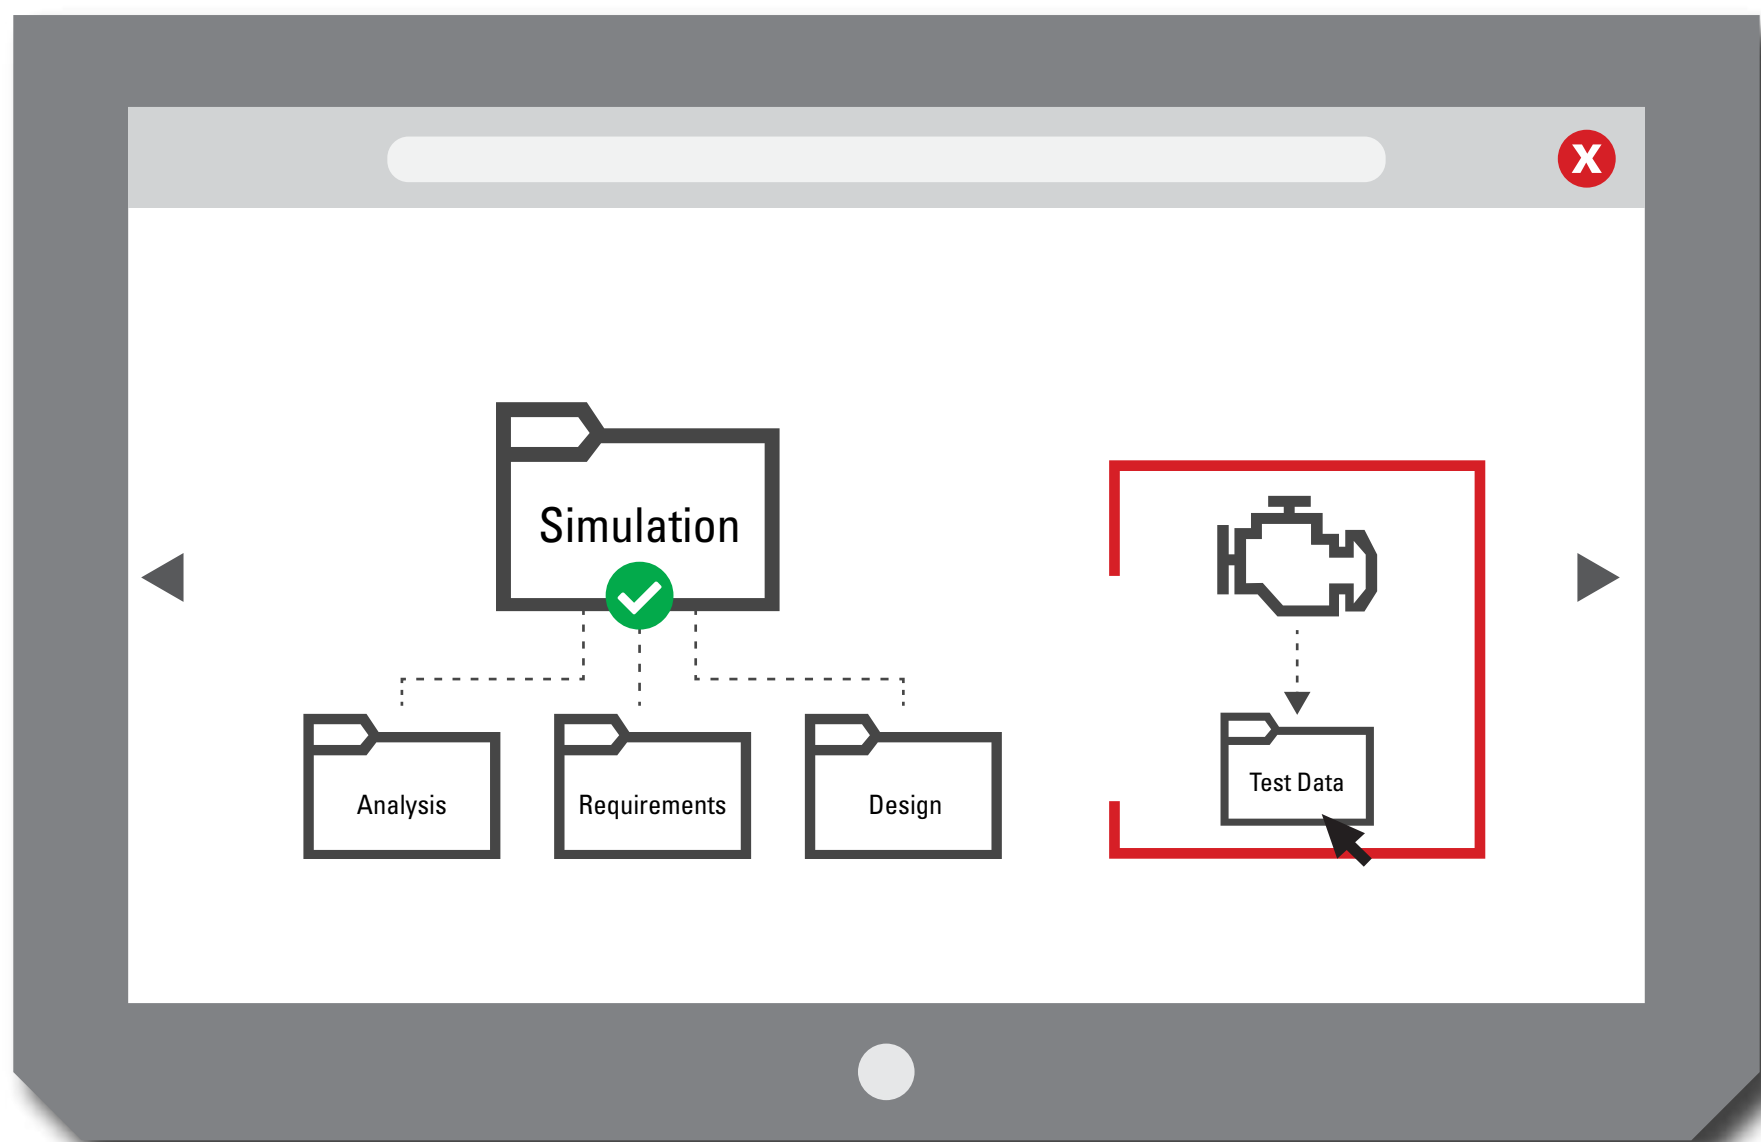 X
Simulation
Analysis
Requirements
Design
Test Data